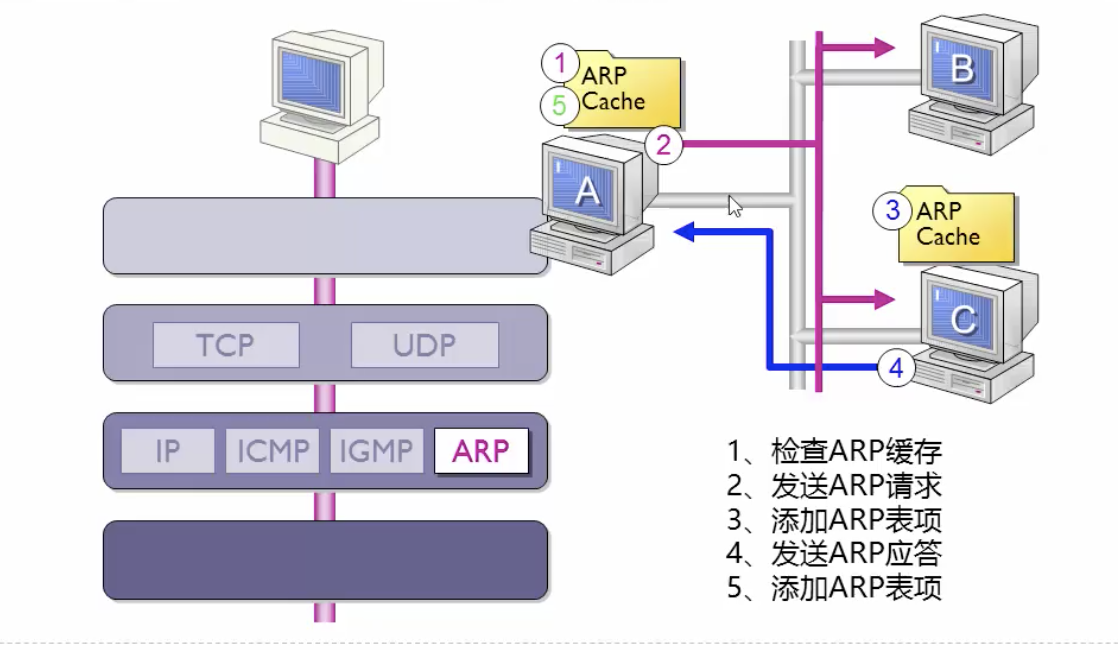 1
ARP
Cache
5
2
A
B
3
ARP
Cache
C
4
TCP
UDP
IP
ICMP
IGMP
ARP
1、检查ARP缓存
2、发送ARP请求
3、添加ARP表项
4、发送ARP应答
5、添加ARP表项